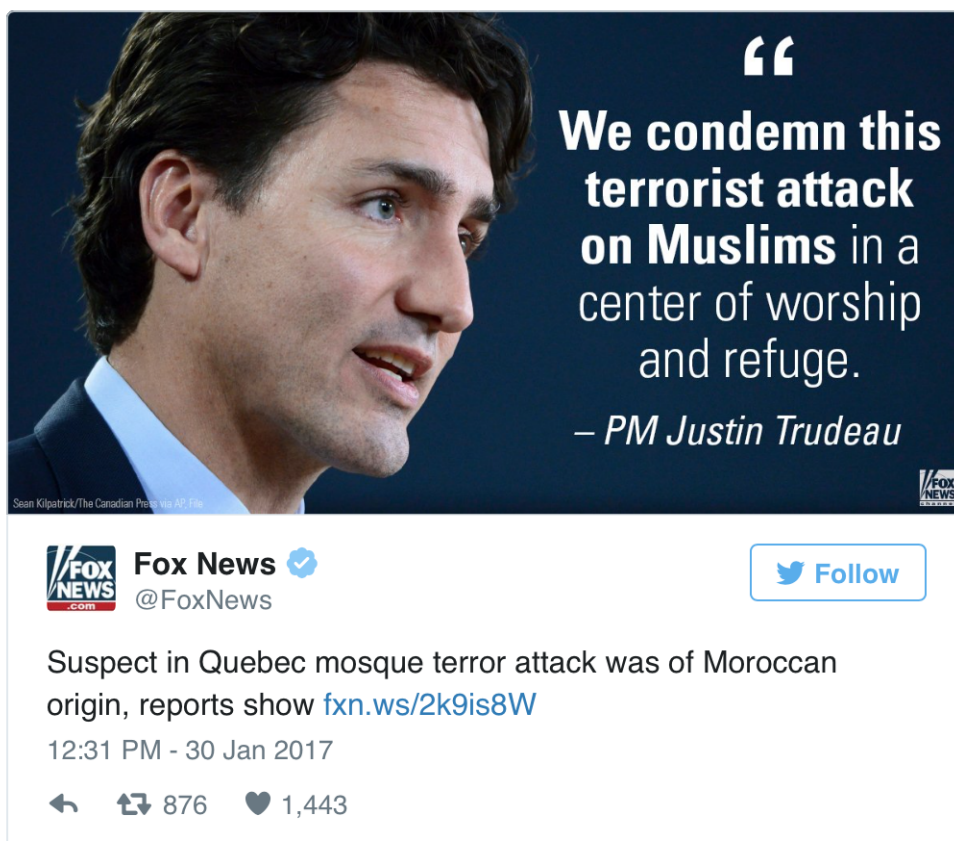 “
We condemn this
terrorist attack
on Muslims in a
center of worship
and refuge.
– PM Justin Trudeau
Sean Kilpatrick/The Canadian Press via AP, File
FOX
NEWS
channel
FOX
NEWS
.com
Fox News
@FoxNews
Follow
Suspect in Quebec mosque terror attack was of Moroccan
origin, reports show fxn.ws/2k9is8W
12:31 PM - 30 Jan 2017
876 1,443